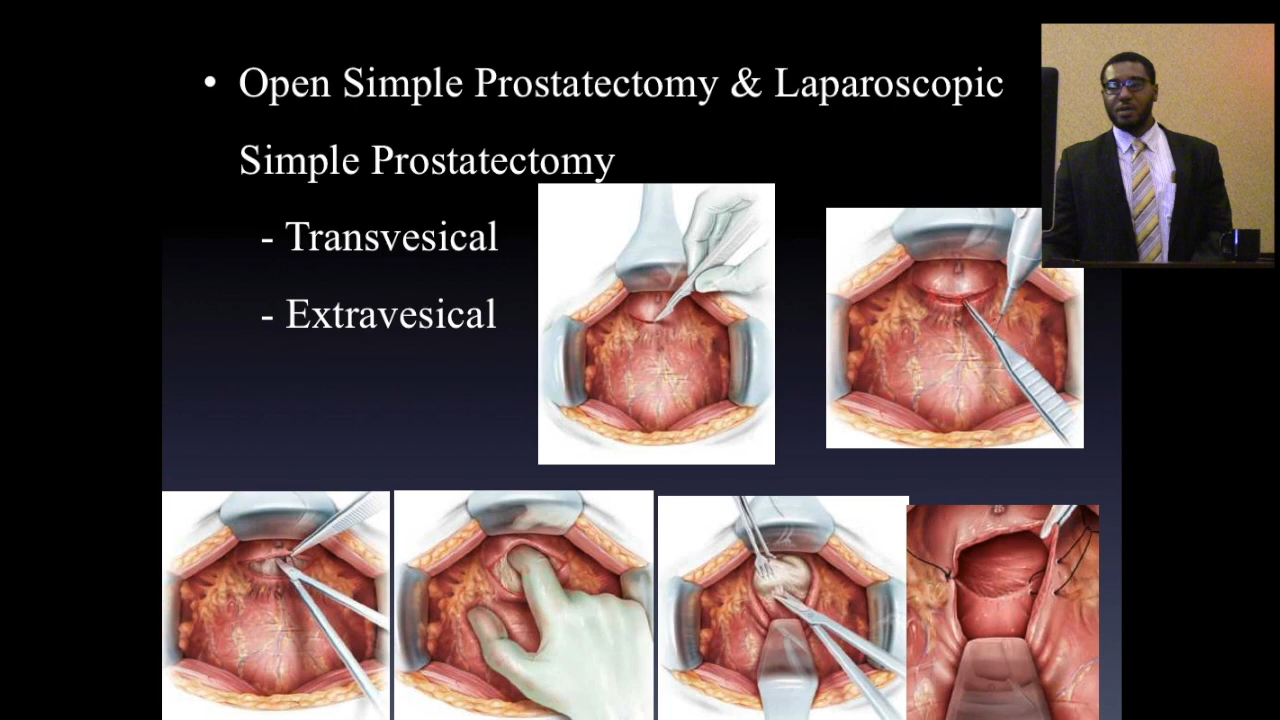 • Open Simple Prostatectomy & Laparoscopic
Simple Prostatectomy
- Transvesical
- Extravesical